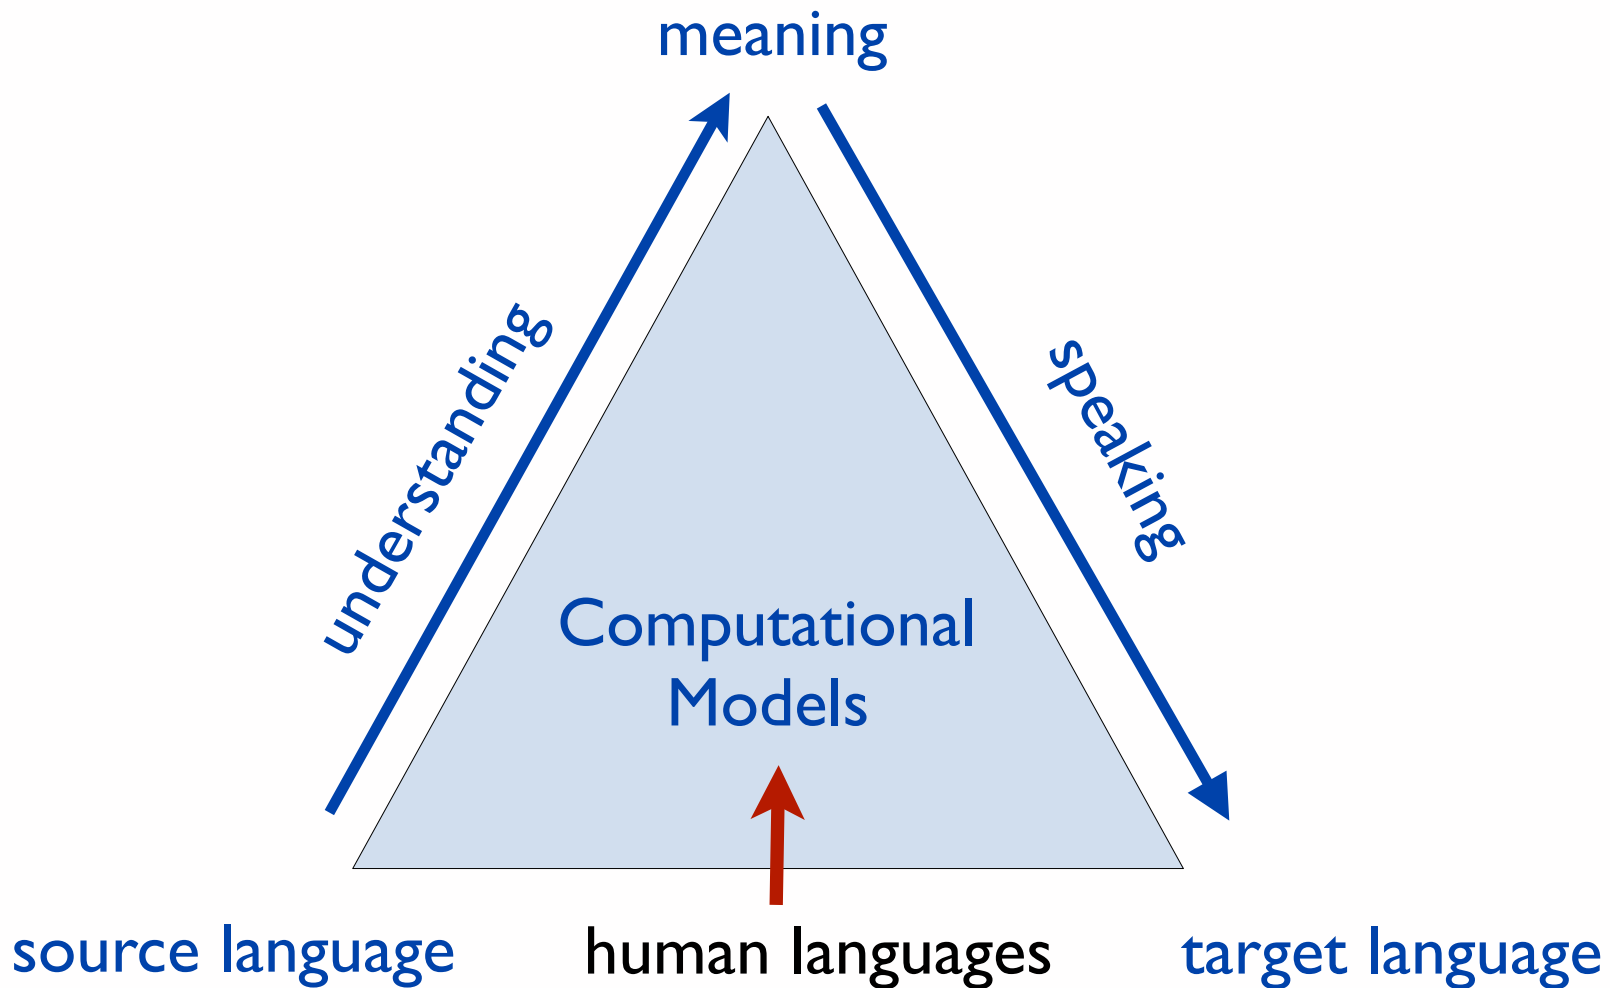 meaning
understanding
speaking
Computational
Models
source language
human languages
target language